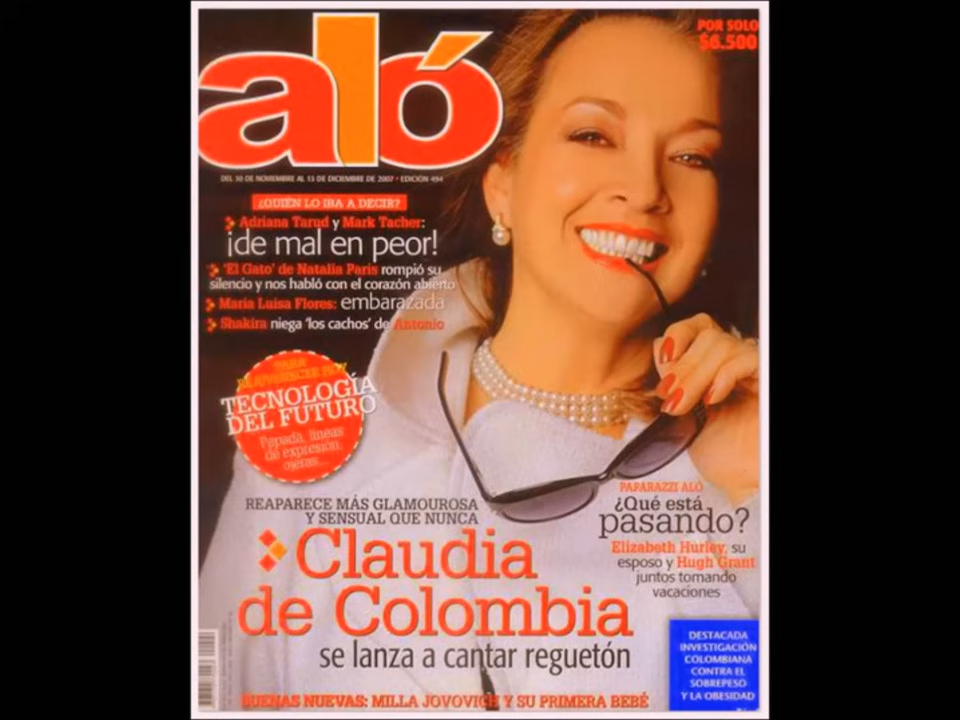 aló
POR SOLO
$6.500
DEL 30 DE NOVIEMBRE AL 13 DE DICIEMBRE DE 2007 • EDICIÓN 494
¿QUIÉN LO IBA A DECIR?
Adriana Tarud y Mark Tacher:
¡de mal en peor!
'El Gato' de Natalia París rompió su
silencio y nos habló con el corazón abierto
María Luisa Flores: embarazada
Shakira niega 'los cachos' de Antonio
PARA
TECNOLOGÍA
DEL FUTURO
Papada, líneas
de expresión,
ojeras...
REAPARECE MÁS GLAMOUROSA
Y SENSUAL QUE NUNCA
Claudia
de Colombia
se lanza a cantar reguetón
PAPARAZZI ALÓ
¿Qué está
pasando?
Elizabeth Hurley, su
esposo y Hugh Grant
juntos tomando
vacaciones
DESTACADA
INVESTIGACIÓN
COLOMBIANA
CONTRA EL
SOBREPESO
Y LA OBESIDAD
BUENAS NUEVAS: MILLA JOVOVICH Y SU PRIMERA BEBÉ